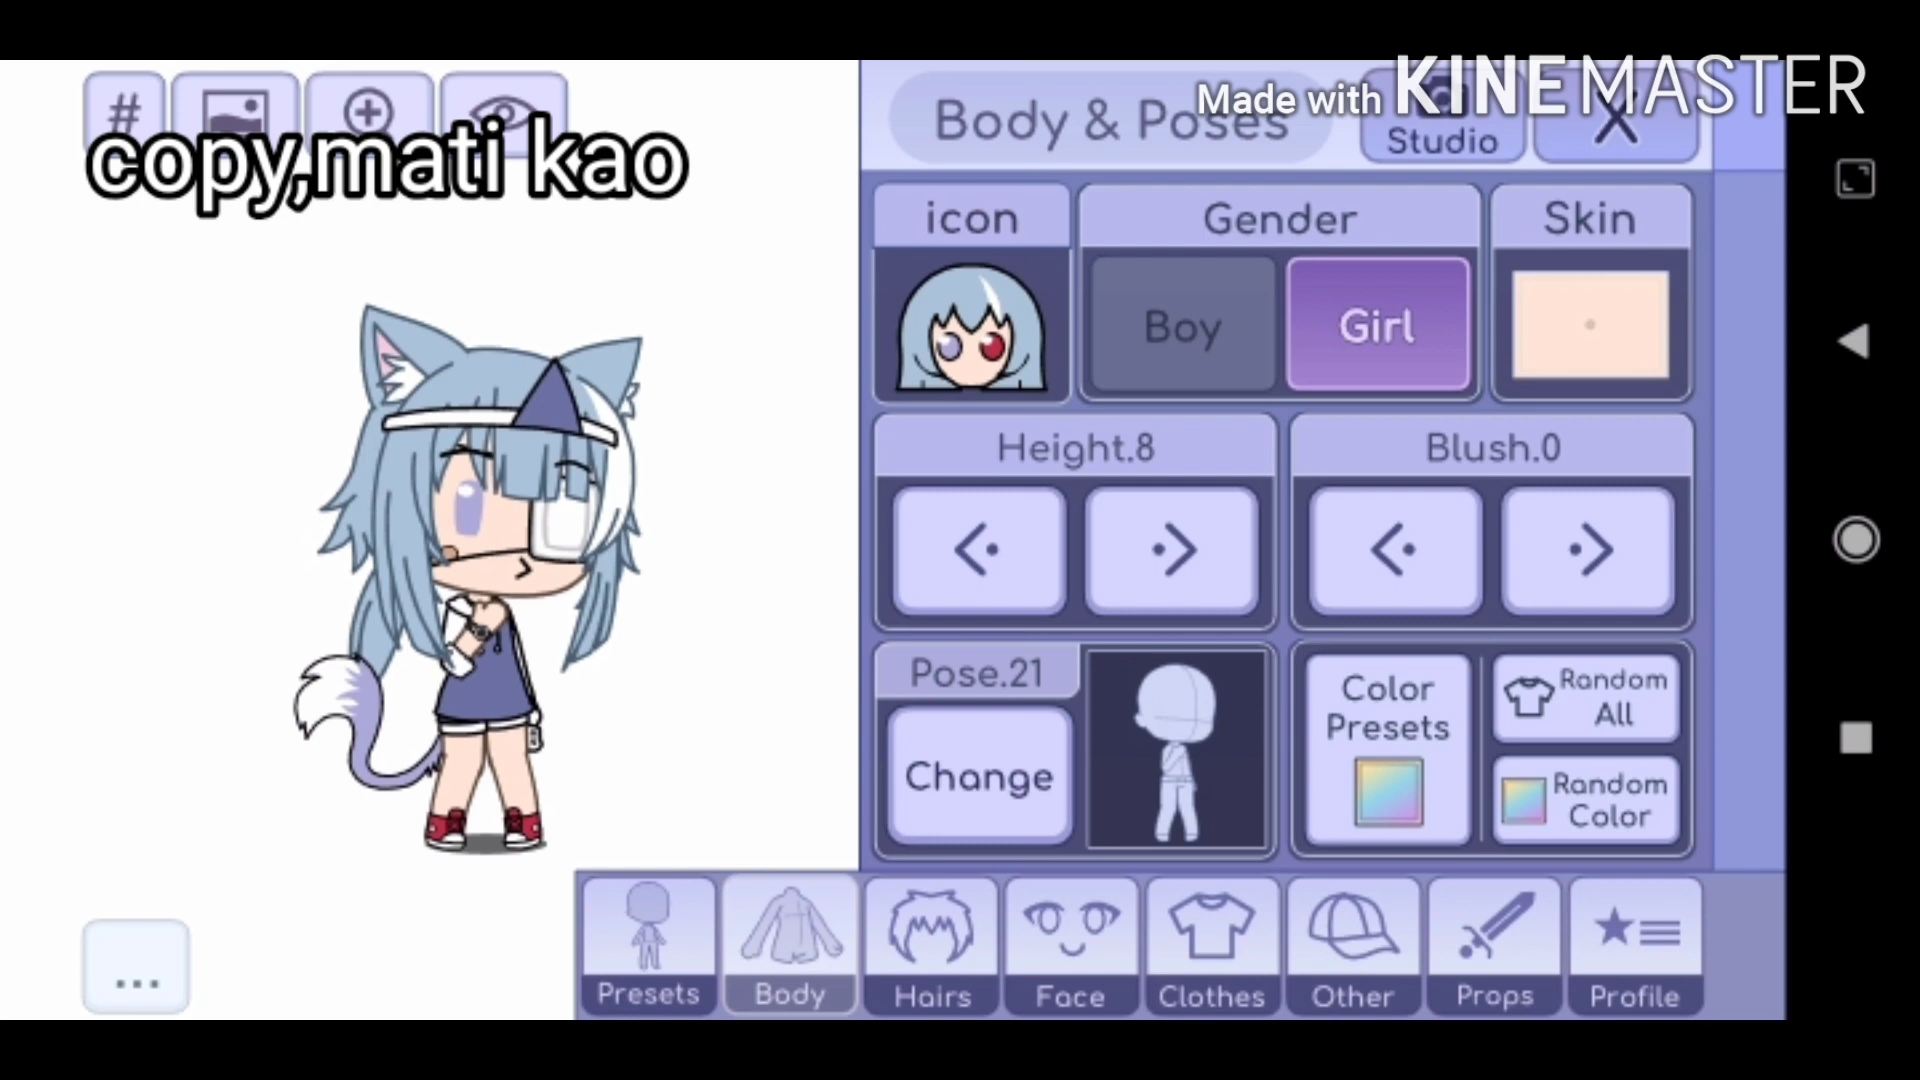 Made with KINEMASTER
#
copy,mati kao
Body & Poses
Studio
X
icon
Gender
Skin
Boy
Girl
Height.8
Blush.0
Pose.21
Change
Color
Presets
Random
All
Random
Color
...
Presets
Body
Hairs
Face
Clothes
Other
Props
Profile